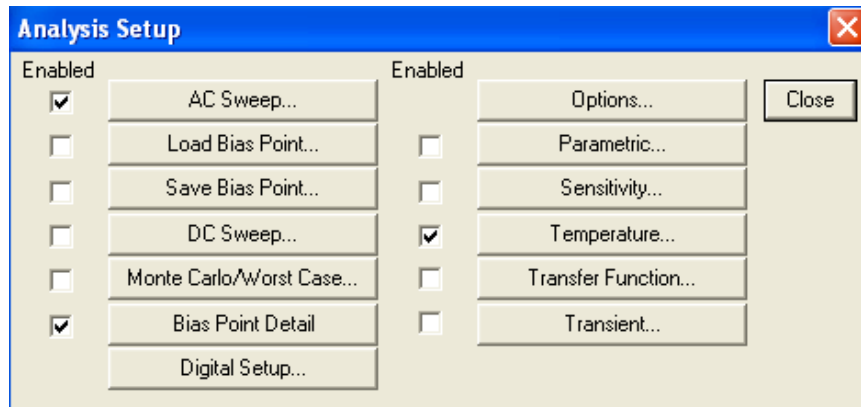 Analysis Setup
Enabled
Enabled
AC Sweep...
Options...
Close
Load Bias Point...
Parametric...
Save Bias Point...
Sensitivity...
DC Sweep...
Temperature...
Monte Carlo/Worst Case...
Transfer Function...
Bias Point Detail
Transient...
Digital Setup...